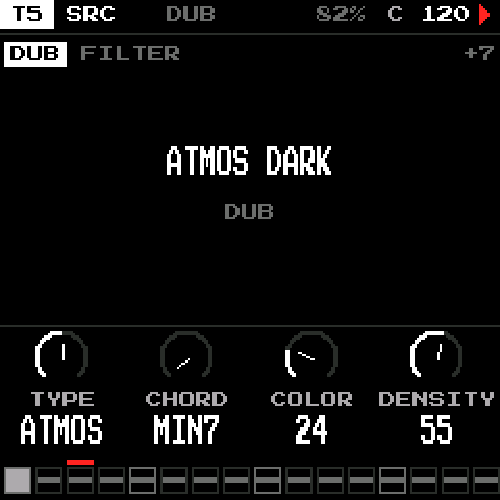 T5 SRC DUB 82% C 120
DUB FILTER +7
ATMOS DARK
DUB
TYPE CHORD COLOR DENSITY
ATMOS MIN7 24 55